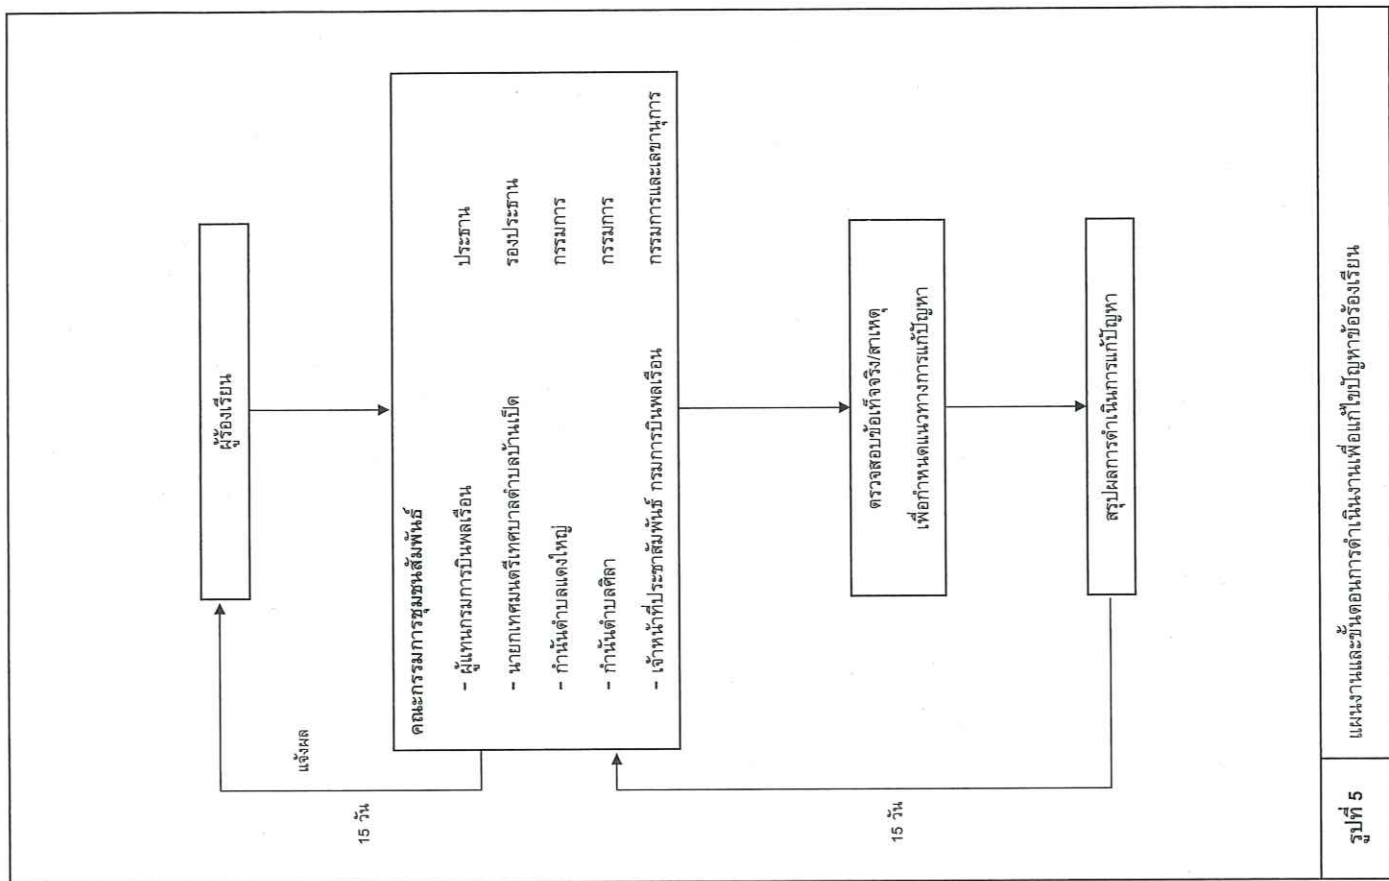 ผู้ร้องเรียน
คณะกรรมการชุมชนสัมพันธ์
- ผู้แทนกรมการบินพลเรือน ประธาน
- นายกเทศมนตรีเทศบาลตำบลบ้านเป็ด รองประธาน
- กำนันตำบลแดงใหญ่ กรรมการ
- กำนันตำบลศิลา กรรมการ
- เจ้าหน้าที่ประชาสัมพันธ์ กรมการบินพลเรือน กรรมการและเลขานุการ
ตรวจสอบข้อเท็จจริง/สาเหตุ
เพื่อกำหนดแนวทางการแก้ปัญหา
สรุปผลการดำเนินการแก้ปัญหา
แจ้งผล
15 วัน
15 วัน
รูปที่ 5 แผนงานและขั้นตอนการดำเนินงานเพื่อแก้ไขปัญหาข้อร้องเรียน